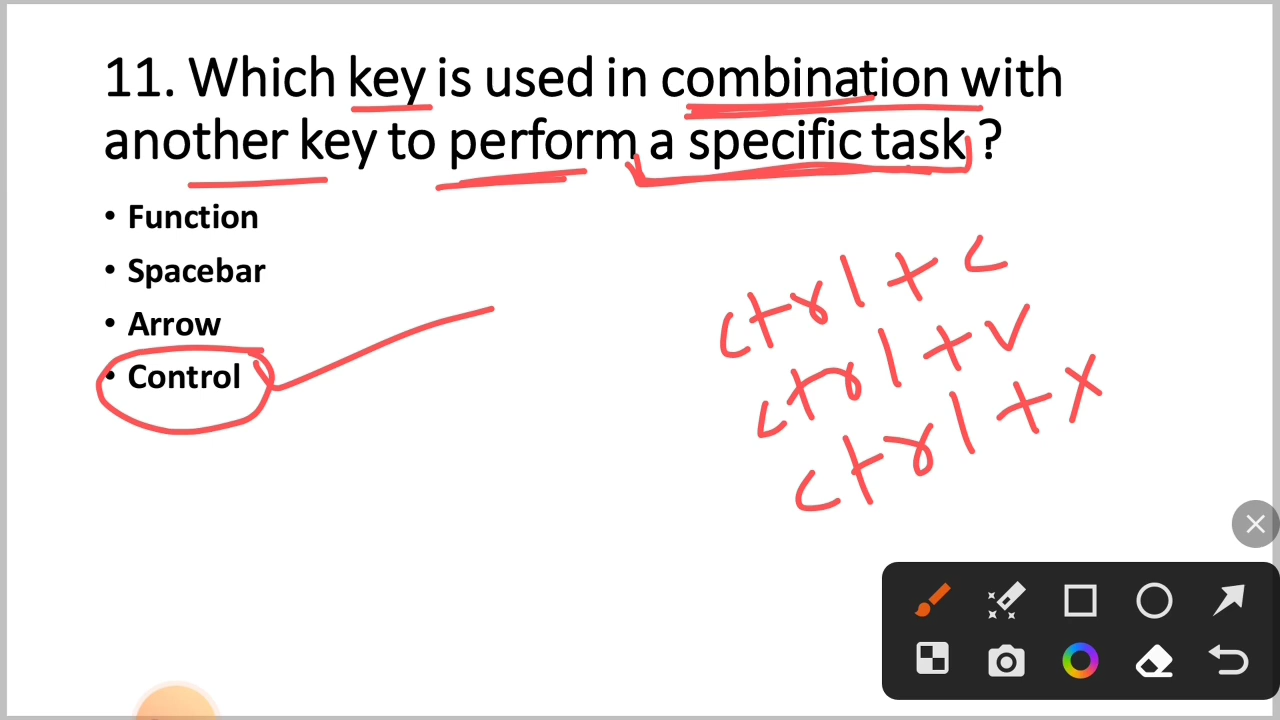 11. Which key is used in combination with
another key to perform a specific task ?
• Function
• Spacebar
• Arrow
• Control
ctrl + c
ctrl + v
ctrl + x